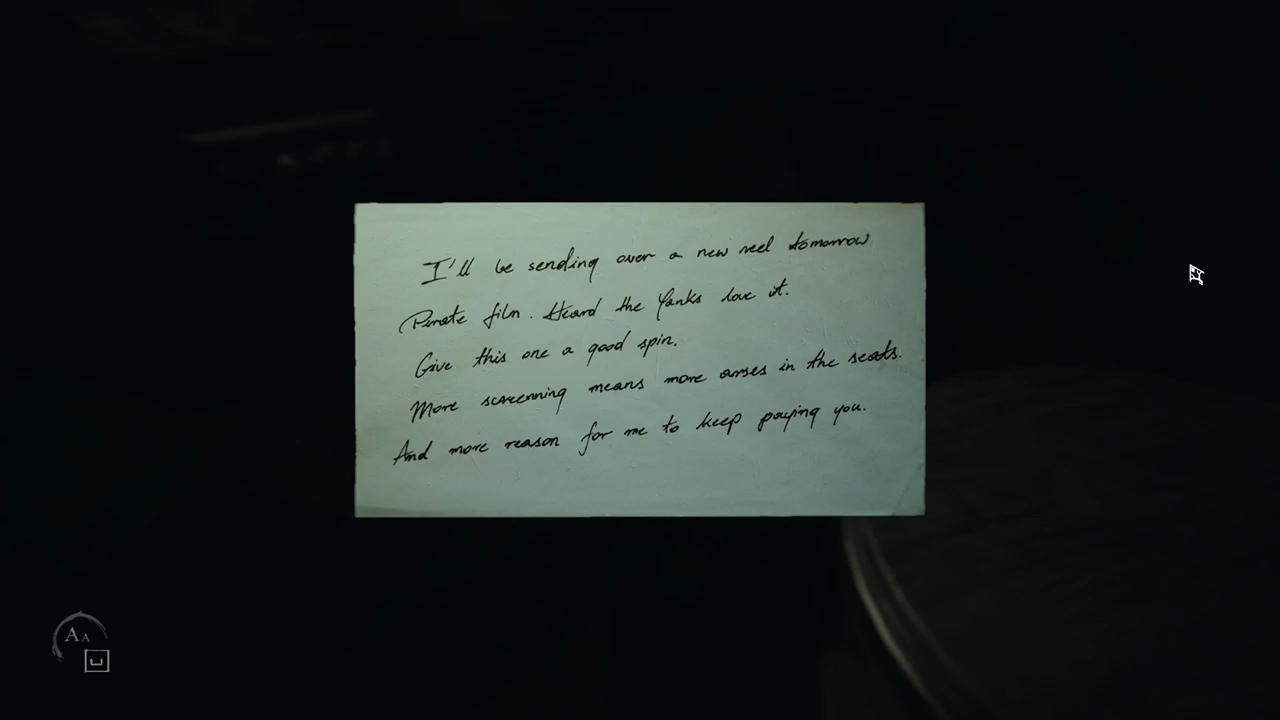 I'll be sending over a new reel tomorrow
Pirate film. Heard the Yanks love it.
Give this one a good spin.
More screenning means more arses in the seats.
And more reason for me to keep paying you.
AA